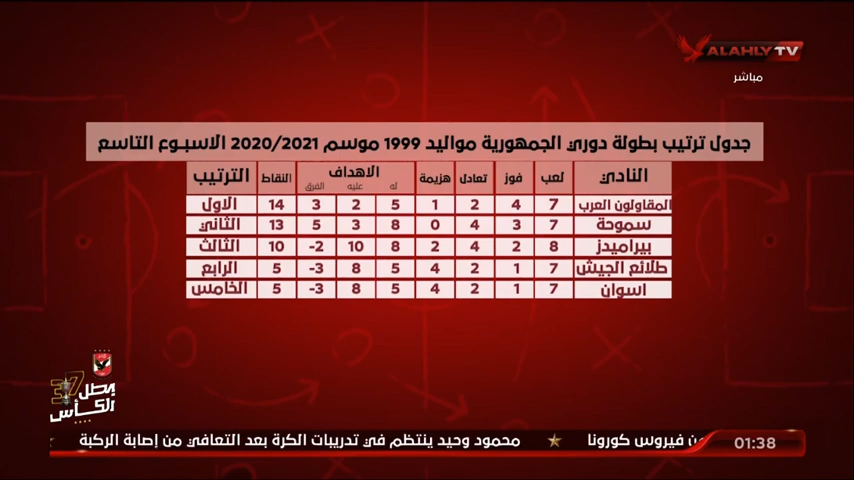 ALAHLY TV
مباشر
جدول ترتيب بطولة دوري الجمهورية مواليد 1999 موسم 2020/2021 الاسبوع التاسع
النادي لعب فوز تعادل هزيمة الاهداف النقاط الترتيب
له عليه الفرق
المقاولون العرب 7 4 2 1 5 2 3 14 الاول
سموحة 7 3 4 0 8 3 5 13 الثاني
بيراميدز 8 2 4 2 8 10 -2 10 الثالث
طلائع الجيش 7 1 2 4 5 8 -3 5 الرابع
اسوان 7 1 2 4 5 8 -3 5 الخامس
37
بطل
الكأس
ن فيروس كورونا محمود وحيد ينتظم في تدريبات الكرة بعد التعافي من إصابة الركبة
01:38